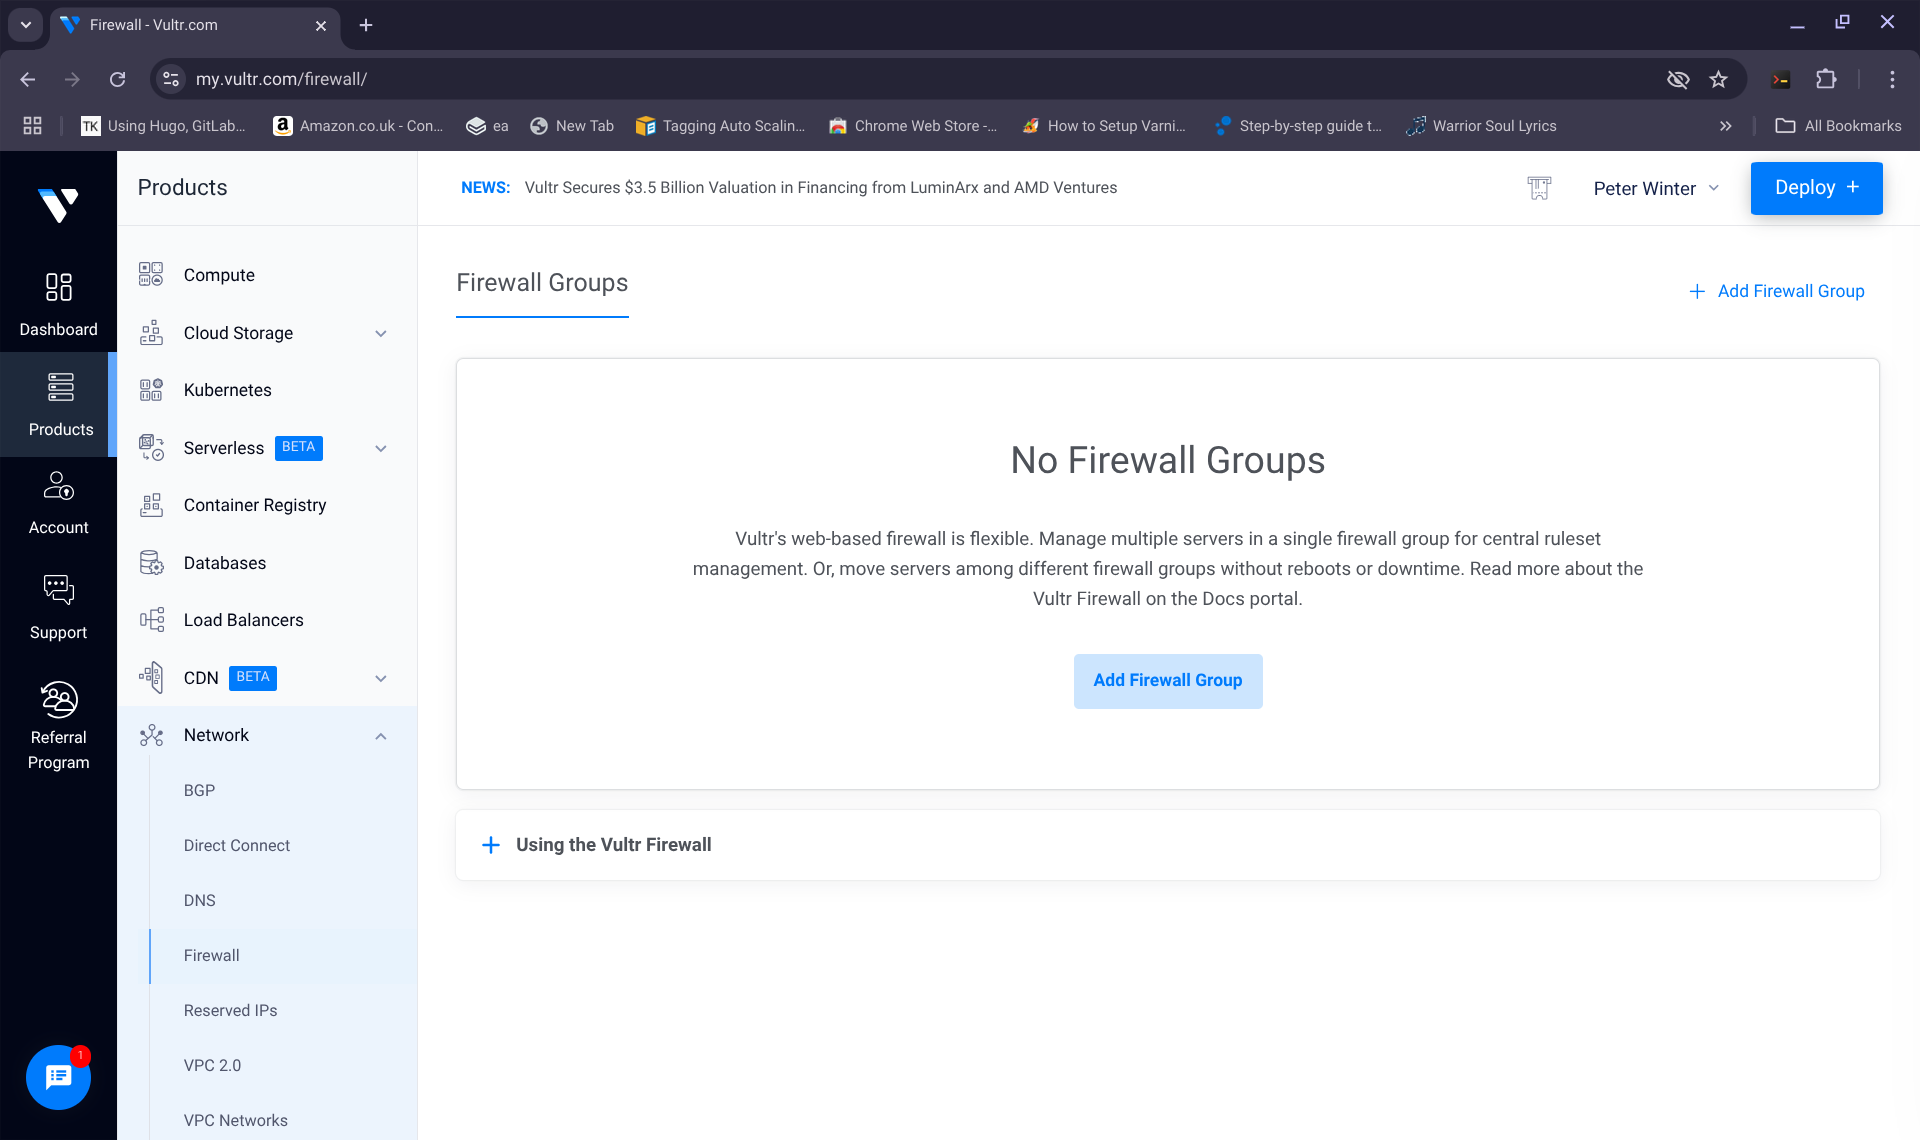 Firewall - Vultr.com
my.vultr.com/firewall/
TK Using Hugo, GitLab...
a Amazon.co.uk - Con...
ea
New Tab
Tagging Auto Scalin...
Chrome Web Store -...
How to Setup Varni...
Step-by-step guide t...
Warrior Soul Lyrics
All Bookmarks
Dashboard
Products
Account
Support
Referral
Program
1
Products
Compute
Cloud Storage
Kubernetes
Serverless BETA
Container Registry
Databases
Load Balancers
CDN BETA
Network
BGP
Direct Connect
DNS
Firewall
Reserved IPs
VPC 2.0
VPC Networks
NEWS: Vultr Secures $3.5 Billion Valuation in Financing from LuminArx and AMD Ventures
Peter Winter
Deploy +
Firewall Groups
Add Firewall Group
No Firewall Groups
Vultr's web-based firewall is flexible. Manage multiple servers in a single firewall group for central ruleset
management. Or, move servers among different firewall groups without reboots or downtime. Read more about the
Vultr Firewall on the Docs portal.
Add Firewall Group
Using the Vultr Firewall